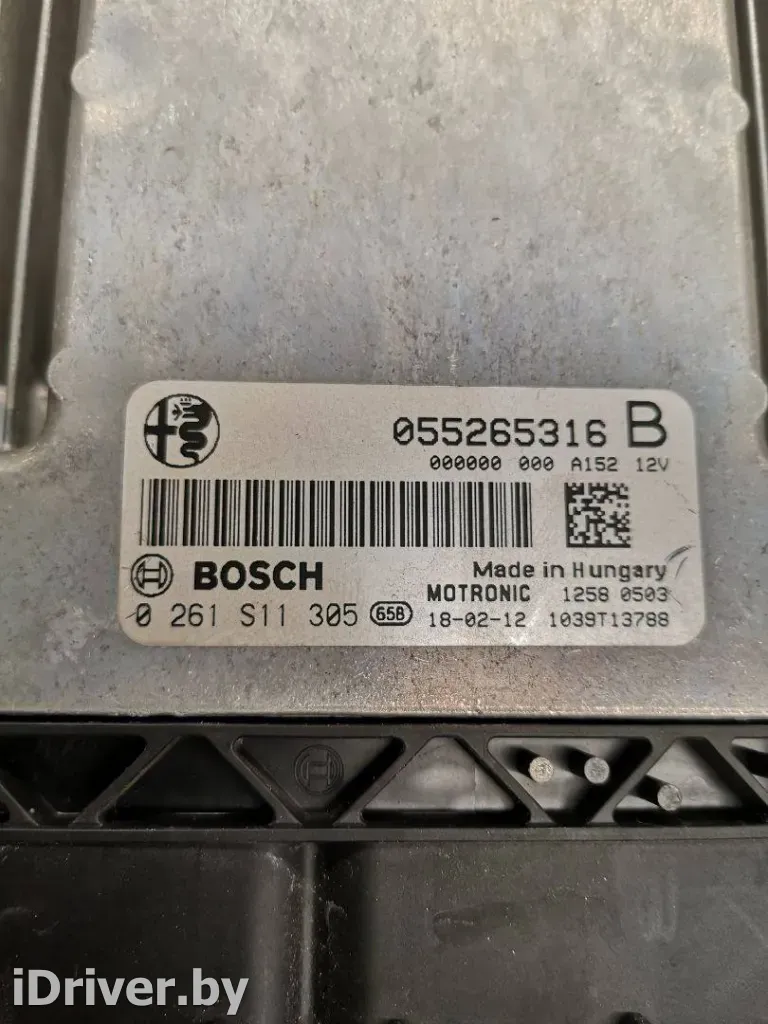 055265316 B
000000 000 A152 12V
BOSCH
Made in Hungary
MOTRONIC 1258 0503
0 261 S11 305 65B 18-02-12 1039T13788
iDriver.by